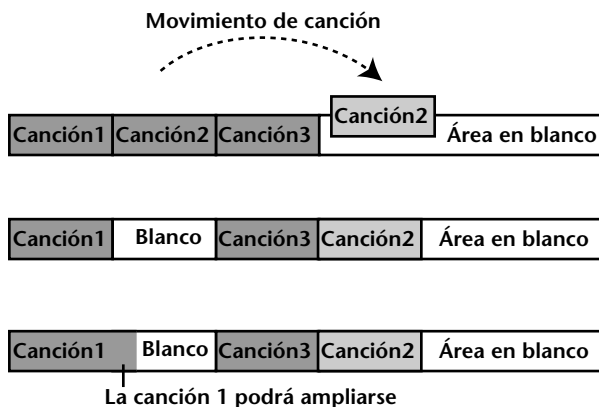 Movimiento de canción
Canción2
Canción1 Canción2 Canción3 Área en blanco
Canción1 Blanco Canción3 Canción2 Área en blanco
Canción1 Blanco Canción3 Canción2 Área en blanco
La canción 1 podrá ampliarse